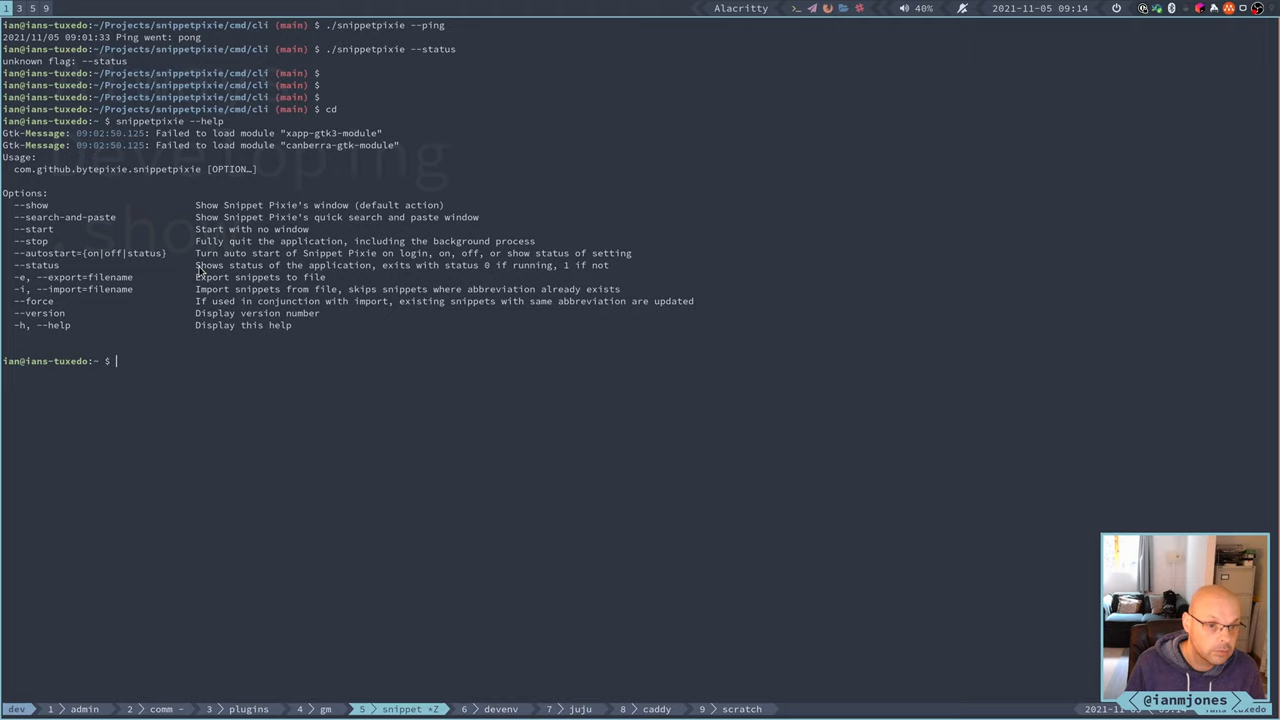 1 3 5 9
Alacritty
40%
2021-11-05 09:14
ian@ians-tuxedo:~/Projects/snippetpixie/cmd/cli (main) $ ./snippetpixie --ping
2021/11/05 09:01:33 Ping went: pong
ian@ians-tuxedo:~/Projects/snippetpixie/cmd/cli (main) $ ./snippetpixie --status
unknown flag: --status
ian@ians-tuxedo:~/Projects/snippetpixie/cmd/cli (main) $
ian@ians-tuxedo:~/Projects/snippetpixie/cmd/cli (main) $
ian@ians-tuxedo:~/Projects/snippetpixie/cmd/cli (main) $
ian@ians-tuxedo:~/Projects/snippetpixie/cmd/cli (main) $ cd
ian@ians-tuxedo:~ $ snippetpixie --help
Gtk-Message: 09:02:50.125: Failed to load module "xapp-gtk3-module"
Gtk-Message: 09:02:50.125: Failed to load module "canberra-gtk-module"
Usage:
com.github.bytepixie.snippetpixie [OPTION…]
Options:
--show Show Snippet Pixie's window (default action)
--search-and-paste Show Snippet Pixie's quick search and paste window
--start Start with no window
--stop Fully quit the application, including the background process
--autostart={on|off|status} Turn auto start of Snippet Pixie on login, on, off, or show status of setting
--status Shows status of the application, exits with status 0 if running, 1 if not
-e, --export=filename Export snippets to file
-i, --import=filename Import snippets from file, skips snippets where abbreviation already exists
--force If used in conjunction with import, existing snippets with same abbreviation are updated
--version Display version number
-h, --help Display this help
ian@ians-tuxedo:~ $
@ianmjones
dev 1 admin 2 comm - 3 plugins 4 gm 5 snippet *Z 6 devenv 7 juju 8 caddy 9 scratch